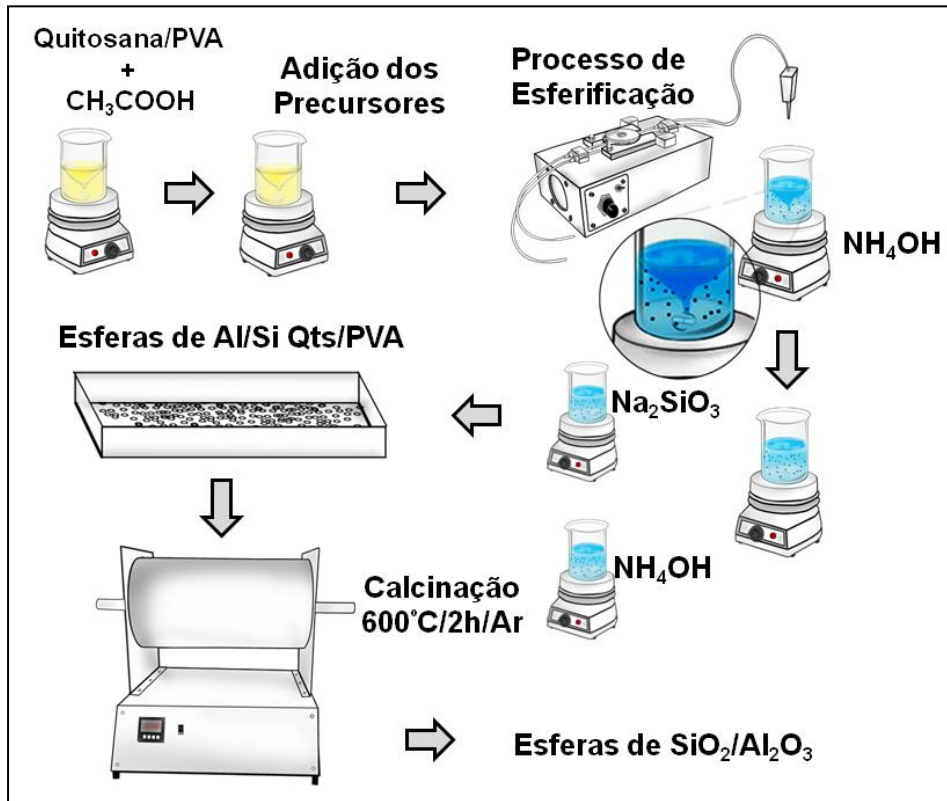 Quitosana/PVA
+
CH₃COOH
Adição dos
Precursores
Processo de
Esferificação
NH₄OH
Esferas de Al/Si Qts/PVA
Na₂SiO₃
NH₄OH
Calcinação
600°C/2h/Ar
Esferas de SiO₂/Al₂O₃